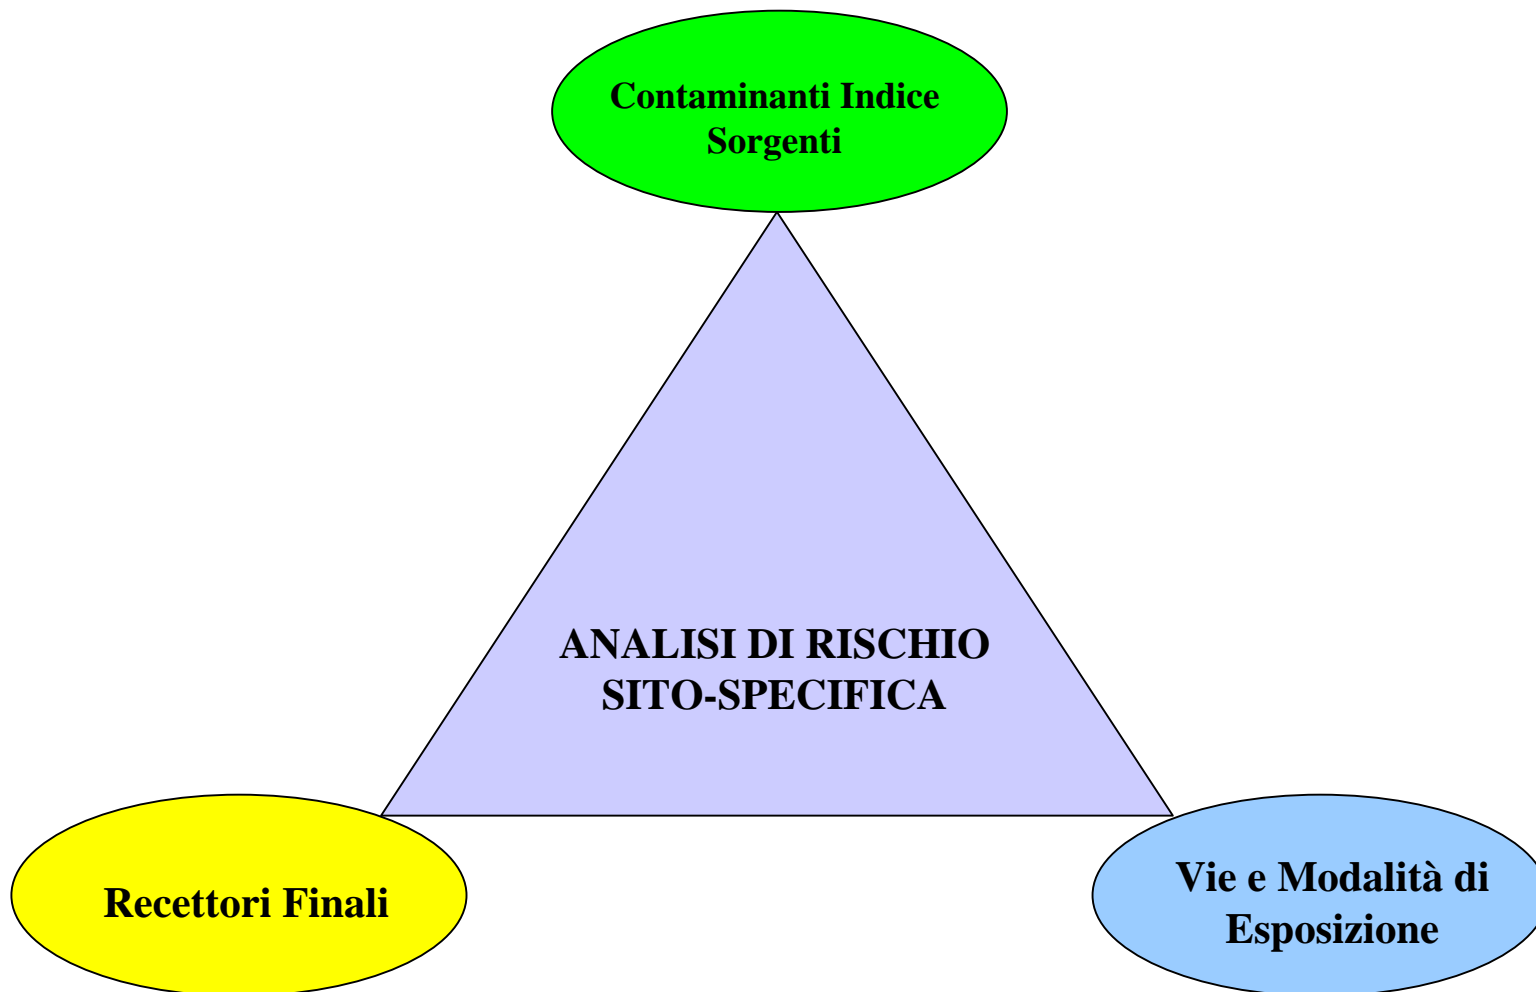 Contaminanti Indice
Sorgenti
ANALISI DI RISCHIO
SITO-SPECIFICA
Recettori Finali
Vie e Modalità di
Esposizione